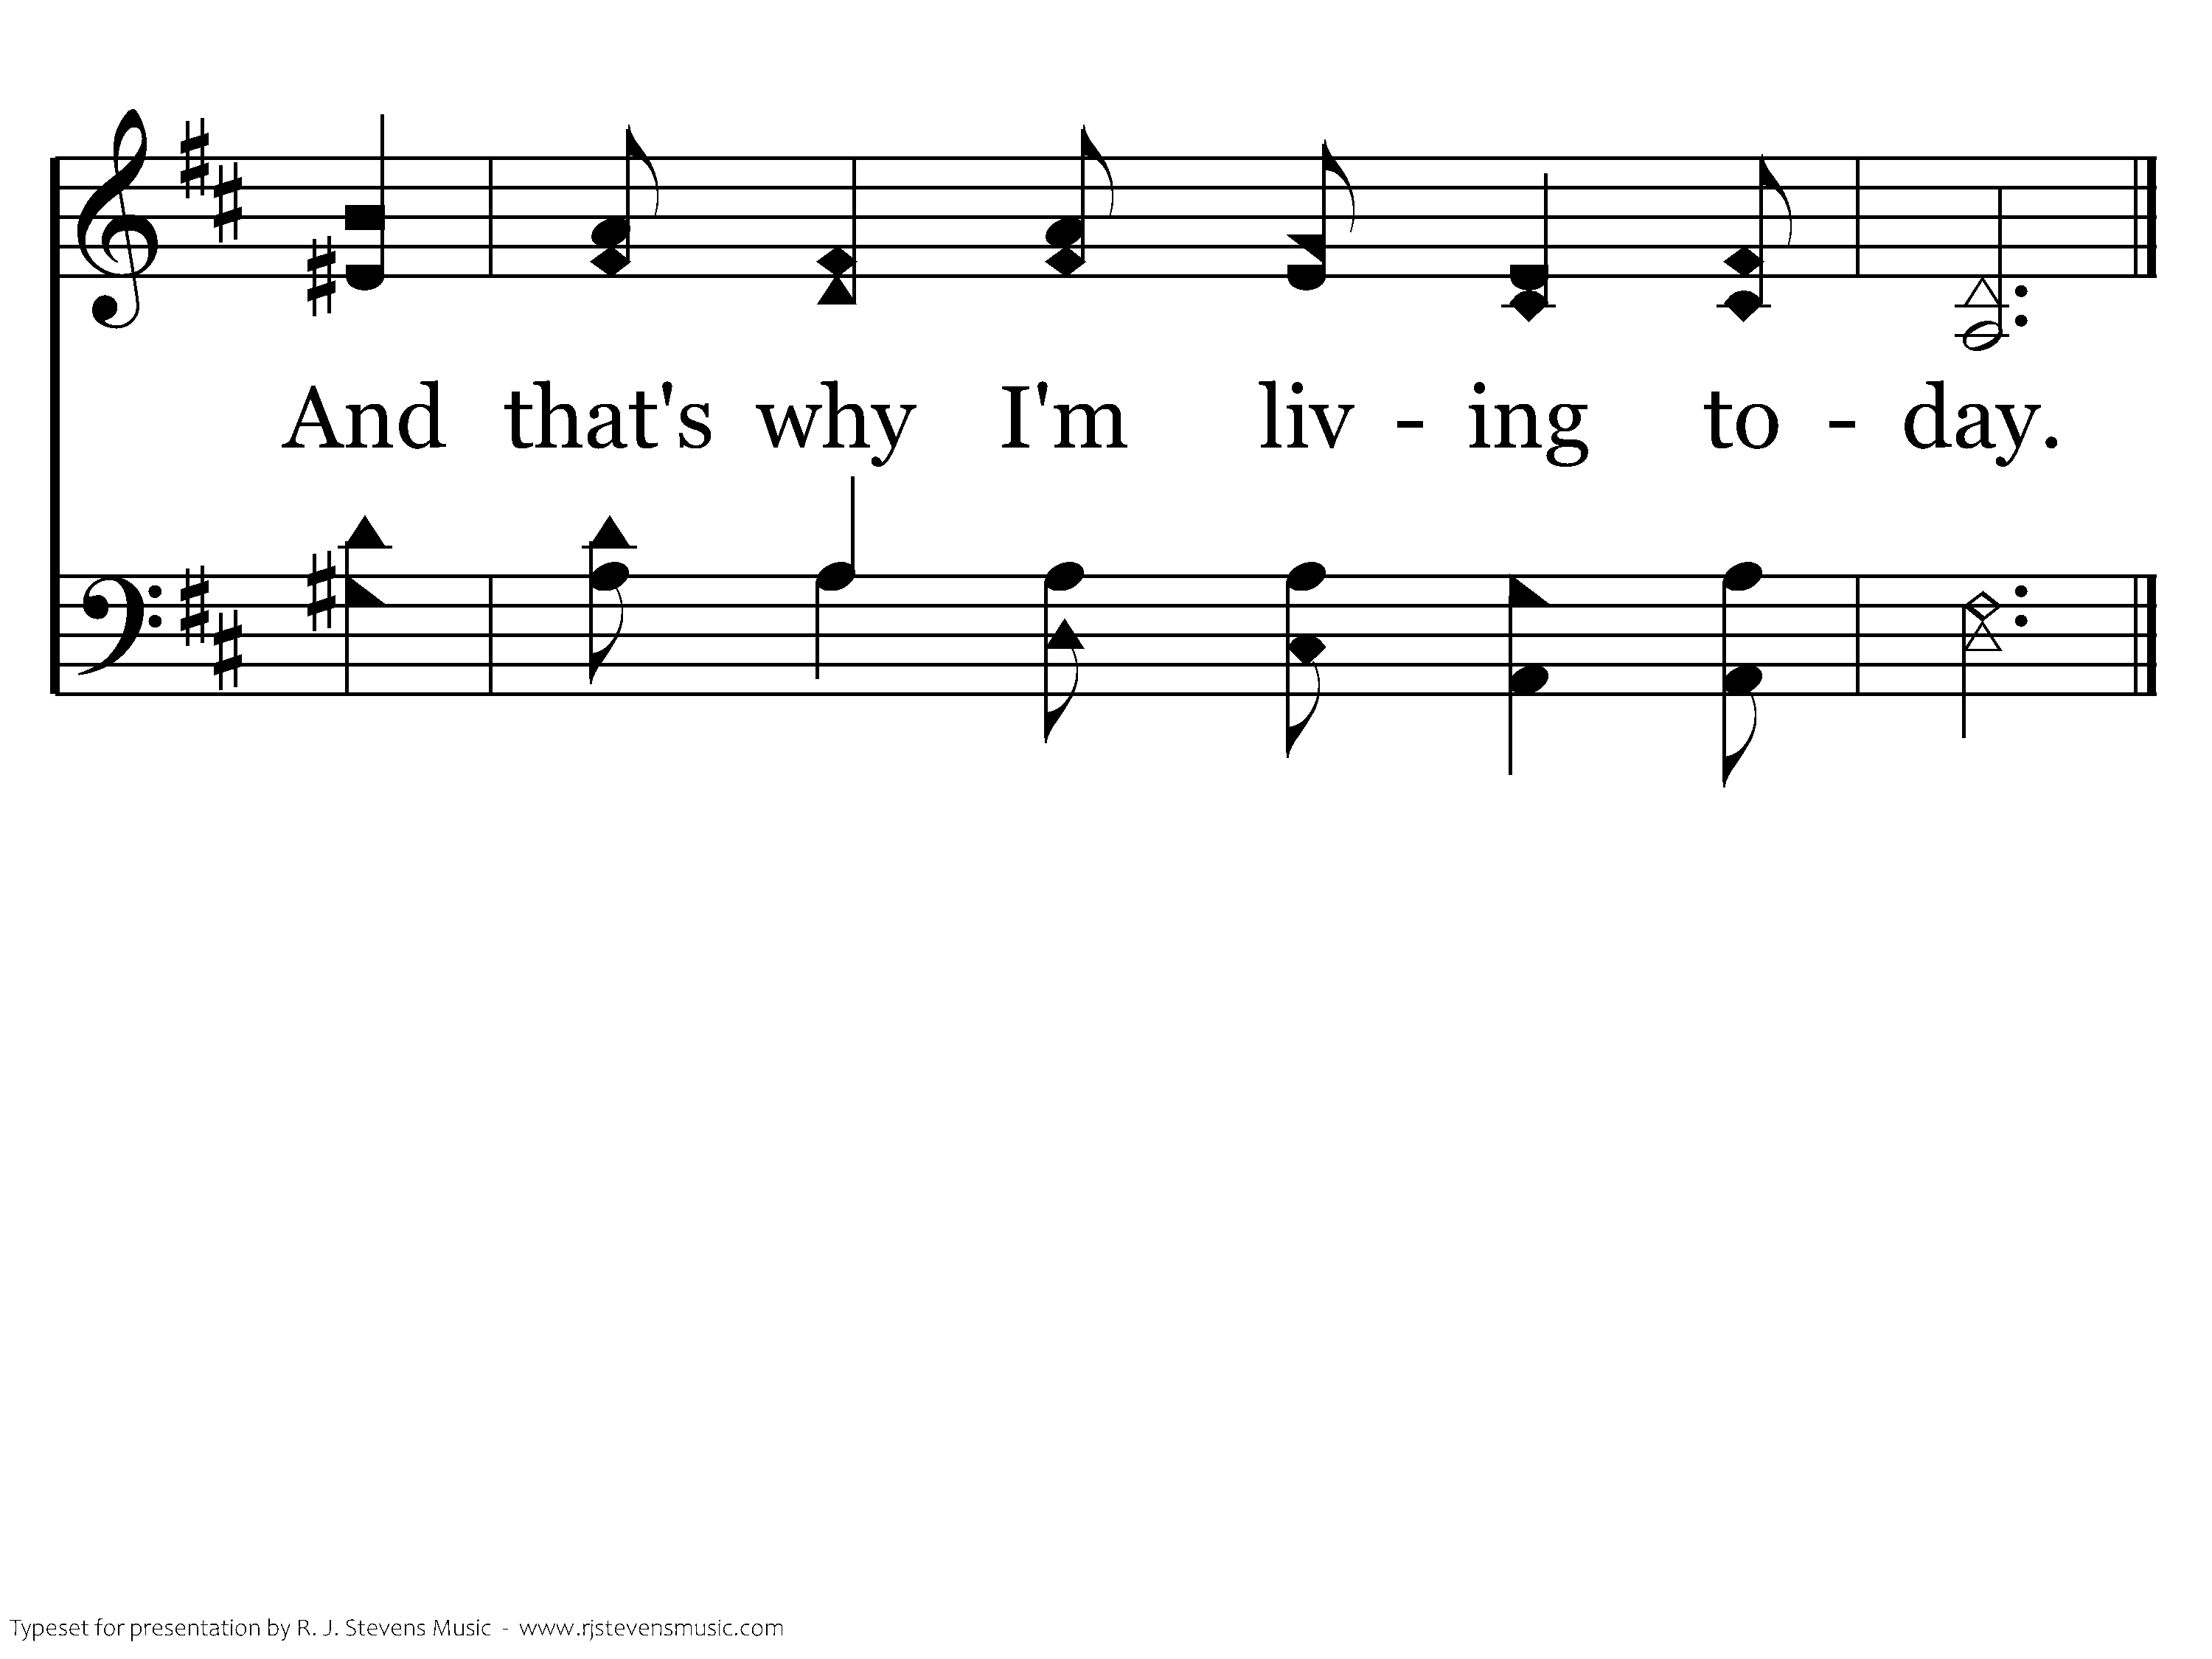 And that's why I'm liv - ing to - day.
Typeset for presentation by R. J. Stevens Music - www.rjstevensmusic.com